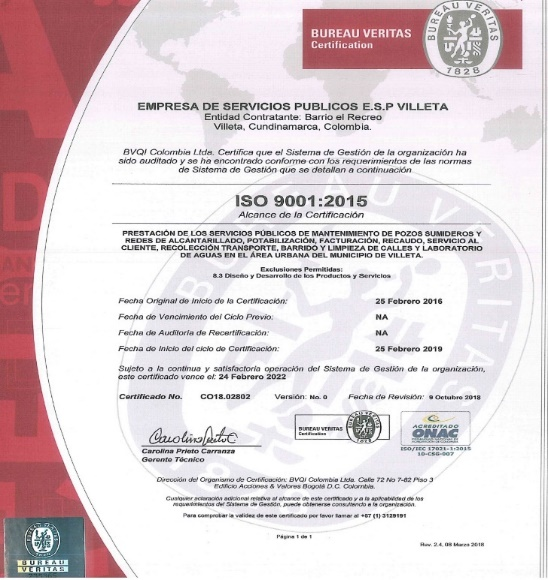 BUREAU VERITAS
Certification
BUREAU VERITAS
1828
EMPRESA DE SERVICIOS PUBLICOS E.S.P VILLETA
Entidad Contratante: Barrio el Recreo
Villeta, Cundinamarca, Colombia.
BVQI Colombia Ltda. Certifica que el Sistema de Gestión de la organización ha
sido auditado y se ha encontrado conforme con los requerimientos de las normas
de Sistema de Gestión que se detallan a continuación
ISO 9001:2015
Alcance de la Certificación
PRESTACIÓN DE LOS SERVICIOS PÚBLICOS DE MANTENIMIENTO DE POZOS SUMIDEROS Y
REDES DE ALCANTARILLADO, POTABILIZACIÓN, FACTURACIÓN, RECAUDO, SERVICIO AL
CLIENTE, RECOLECCIÓN TRANSPORTE, BARRIDO Y LIMPIEZA DE CALLES Y LABORATORIO
DE AGUAS EN EL ÁREA URBANA DEL MUNICIPIO DE VILLETA.
Exclusiones Permitidas:
8.3 Diseño y Desarrollo de los Productos y Servicios
Fecha Original de Inicio de la Certificación: 25 Febrero 2016
Fecha de Vencimiento del Ciclo Previo: NA
Fecha de Auditoria de Recertificación: NA
Fecha de Inicio del ciclo de Certificación: 25 Febrero 2019
Sujeto a la continua y satisfactoria operación del Sistema de Gestión de la organización,
este certificado vence el: 24 Febrero 2022
Certificado No. CO18.02802 Versión: No. 0 Fecha de Revisión: 9 Octubre 2018
BUREAU VERITAS
Certification
ACREDITADO
ONAC
ISO/IEC 17021-1:2015
10-CSG-007
Carolina Prieto Carranza
Gerente Técnico
Dirección del Organismo de Certificación: BVQI Colombia Ltda. Calle 72 No 7-62 Piso 3
Edificio Acciones & Valores Bogotá D.C. Colombia.
Cualquier aclaración adicional relativa al alcance de este certificado y a la aplicabilidad de los
requerimientos del Sistema de Gestión, puede obtenerse consultando a la organización.
Para comprobar la validez de este certificado por favor llamar al +57 (1) 3129191
Página 1 de 1
Rev. 2.4. 08 Marzo 2018
BUREAU
VERITAS